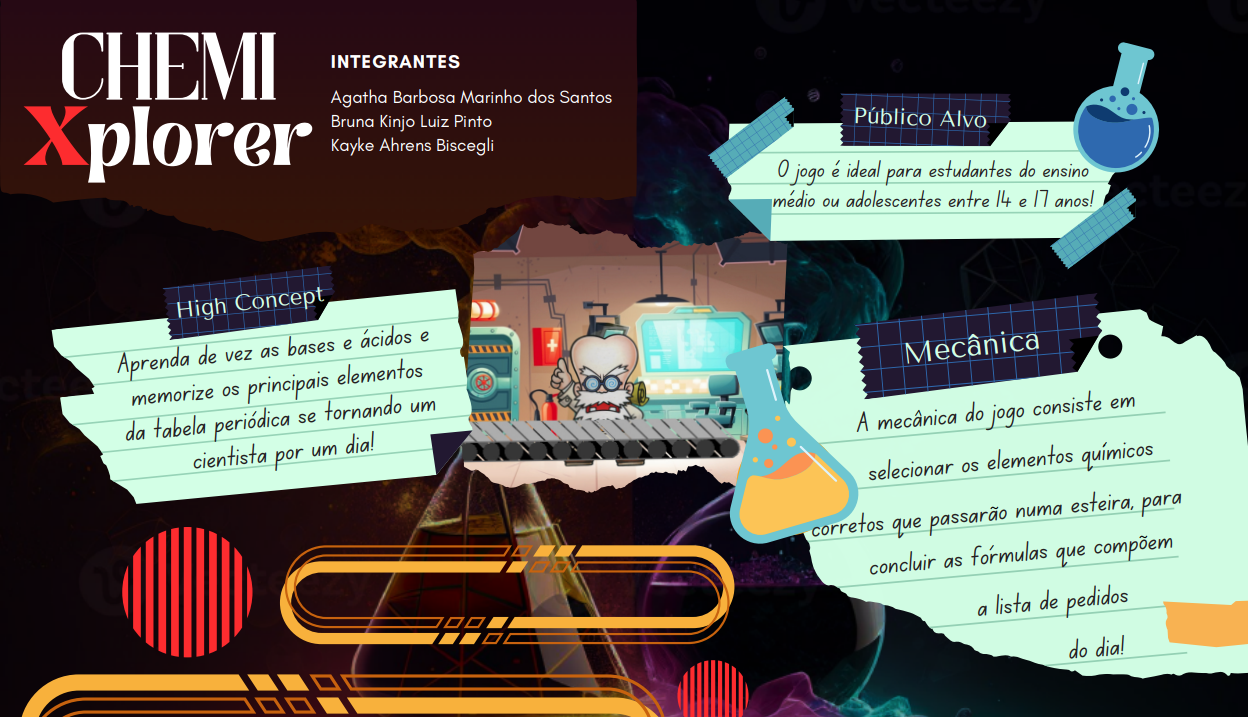 CHEMI
Xplorer
INTEGRANTES
Agatha Barbosa Marinho dos Santos
Bruna Kinjo Luiz Pinto
Kayke Ahrens Biscegli
Público Alvo
O jogo é ideal para estudantes do ensino
médio ou adolescentes entre 14 e 17 anos!
High Concept
Aprenda de vez as bases e ácidos e
memorize os principais elementos
da tabela periódica se tornando um
cientista por um dia!
Mecânica
A mecânica do jogo consiste em
selecionar os elementos químicos
corretos que passarão numa esteira, para
concluir as fórmulas que compõem
a lista de pedidos
do dia!
vecteezy